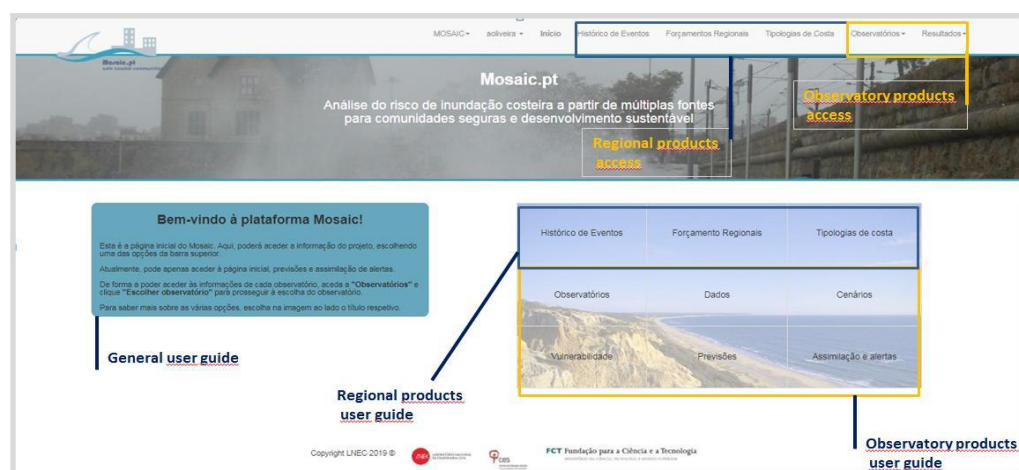 MOSAIC aoliveira Início Histórico de Eventos Forçamentos Regionais Tipologias de Costa Observatórios Resultados
Mosaic.pt
safe coastal communities
Mosaic.pt
Análise do risco de inundação costeira a partir de múltiplas fontes
para comunidades seguras e desenvolvimento sustentável
Observatory products
access
Regional products
access
Bem-vindo à plataforma Mosaic!
Esta é a página inicial do Mosaic. Aqui, poderá aceder a informação do projeto, escolhendo
uma das opções da barra superior.
Atualmente, pode apenas aceder à página inicial, previsões e assimilação de alertas.
De forma a poder aceder às informações de cada observatório, aceda a "Observatórios" e
clique "Escolher observatório" para prosseguir à escolha do observatório.
Para saber mais sobre as várias opções, escolha na imagem ao lado o título respetivo.
Histórico de Eventos Forçamento Regionais Tipologias de costa
Observatórios Dados Cenários
Vulnerabilidade Previsões Assimilação e alertas
General user guide
Regional products
user guide
Observatory products
user guide
Copyright LNEC 2019 ©
LNEC
ces
FCT Fundação para a Ciência e a Tecnologia